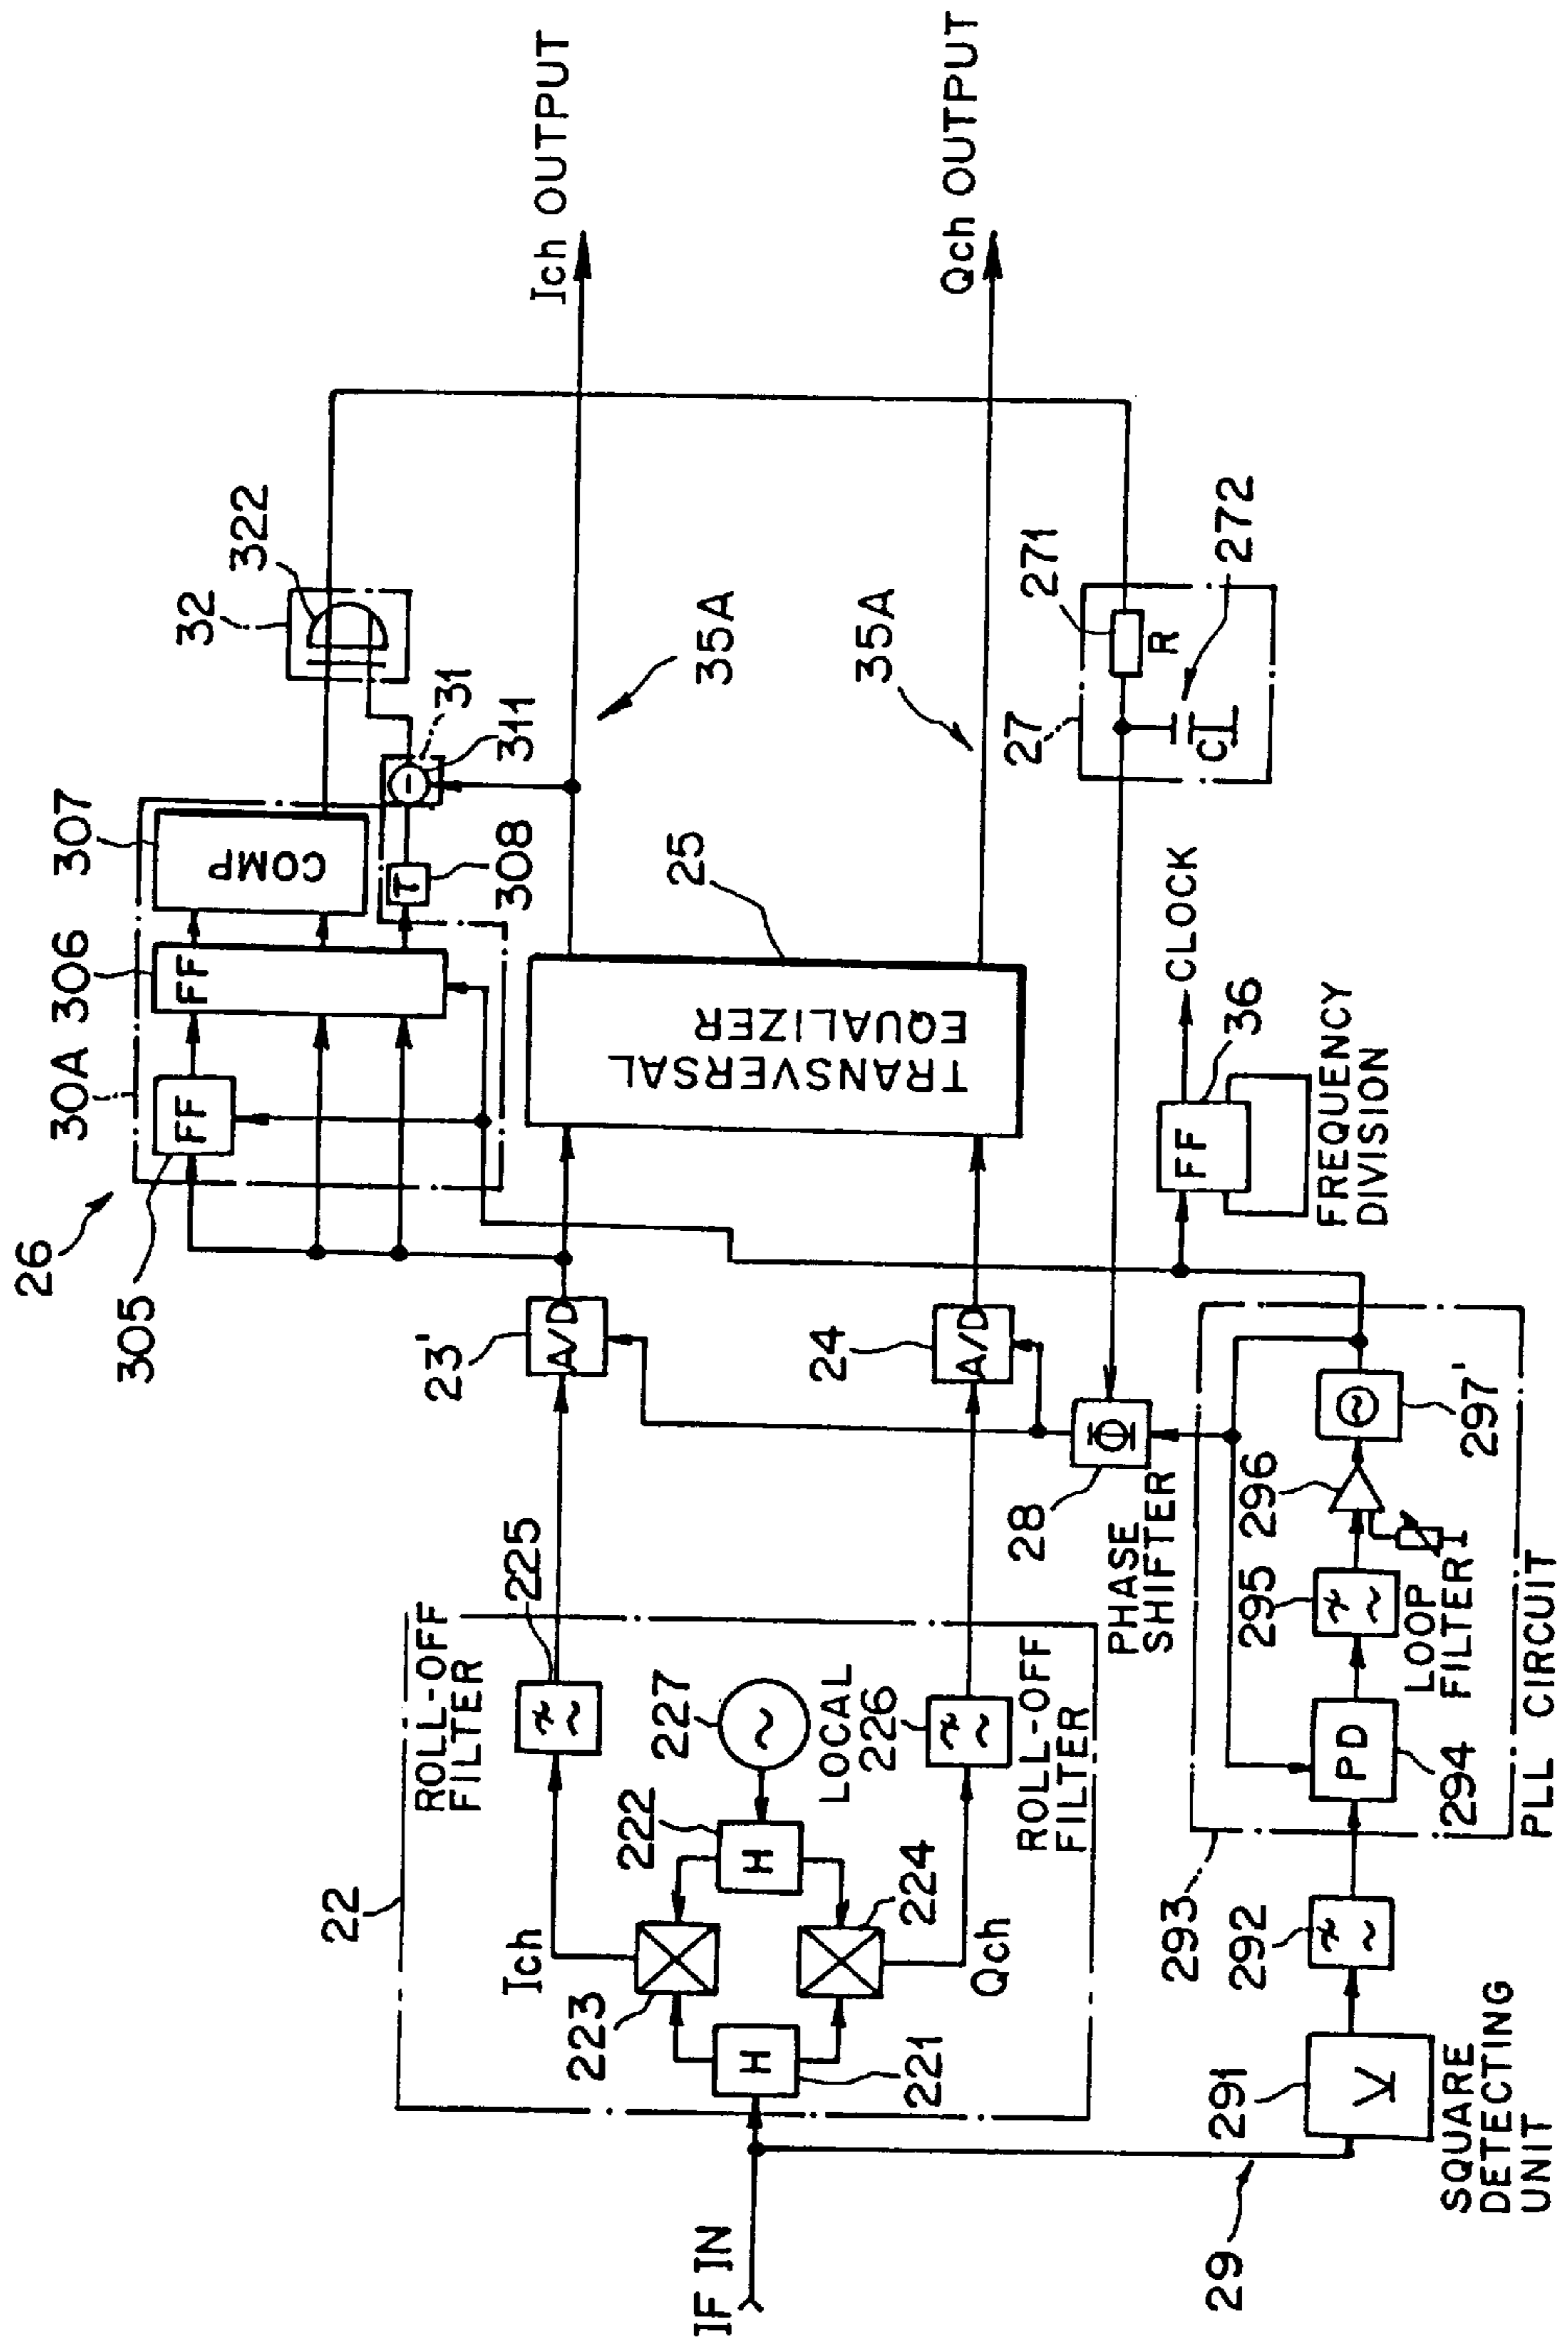 26
30A
306
307
32
322
305
FF
FF
COMP
T
308
31
311
Ich OUTPUT
23'
A/D
TRANSVERSAL
EQUALIZER
25
35A
22
ROLL-OFF
FILTER
225
Ich
223
222
227
LOCAL
H
H
221
224
Qch
226
ROLL-OFF
FILTER
24
A/D
35A
Qch OUTPUT
IF IN
28
PHASE
SHIFTER
Φ
27
271
R
C
272
CLOCK
FF
36
FREQUENCY
DIVISION
29
291
SQUARE
DETECTING
UNIT
292
293
PD
294
295
LOOP
FILTER
296
297'
PLL CIRCUIT